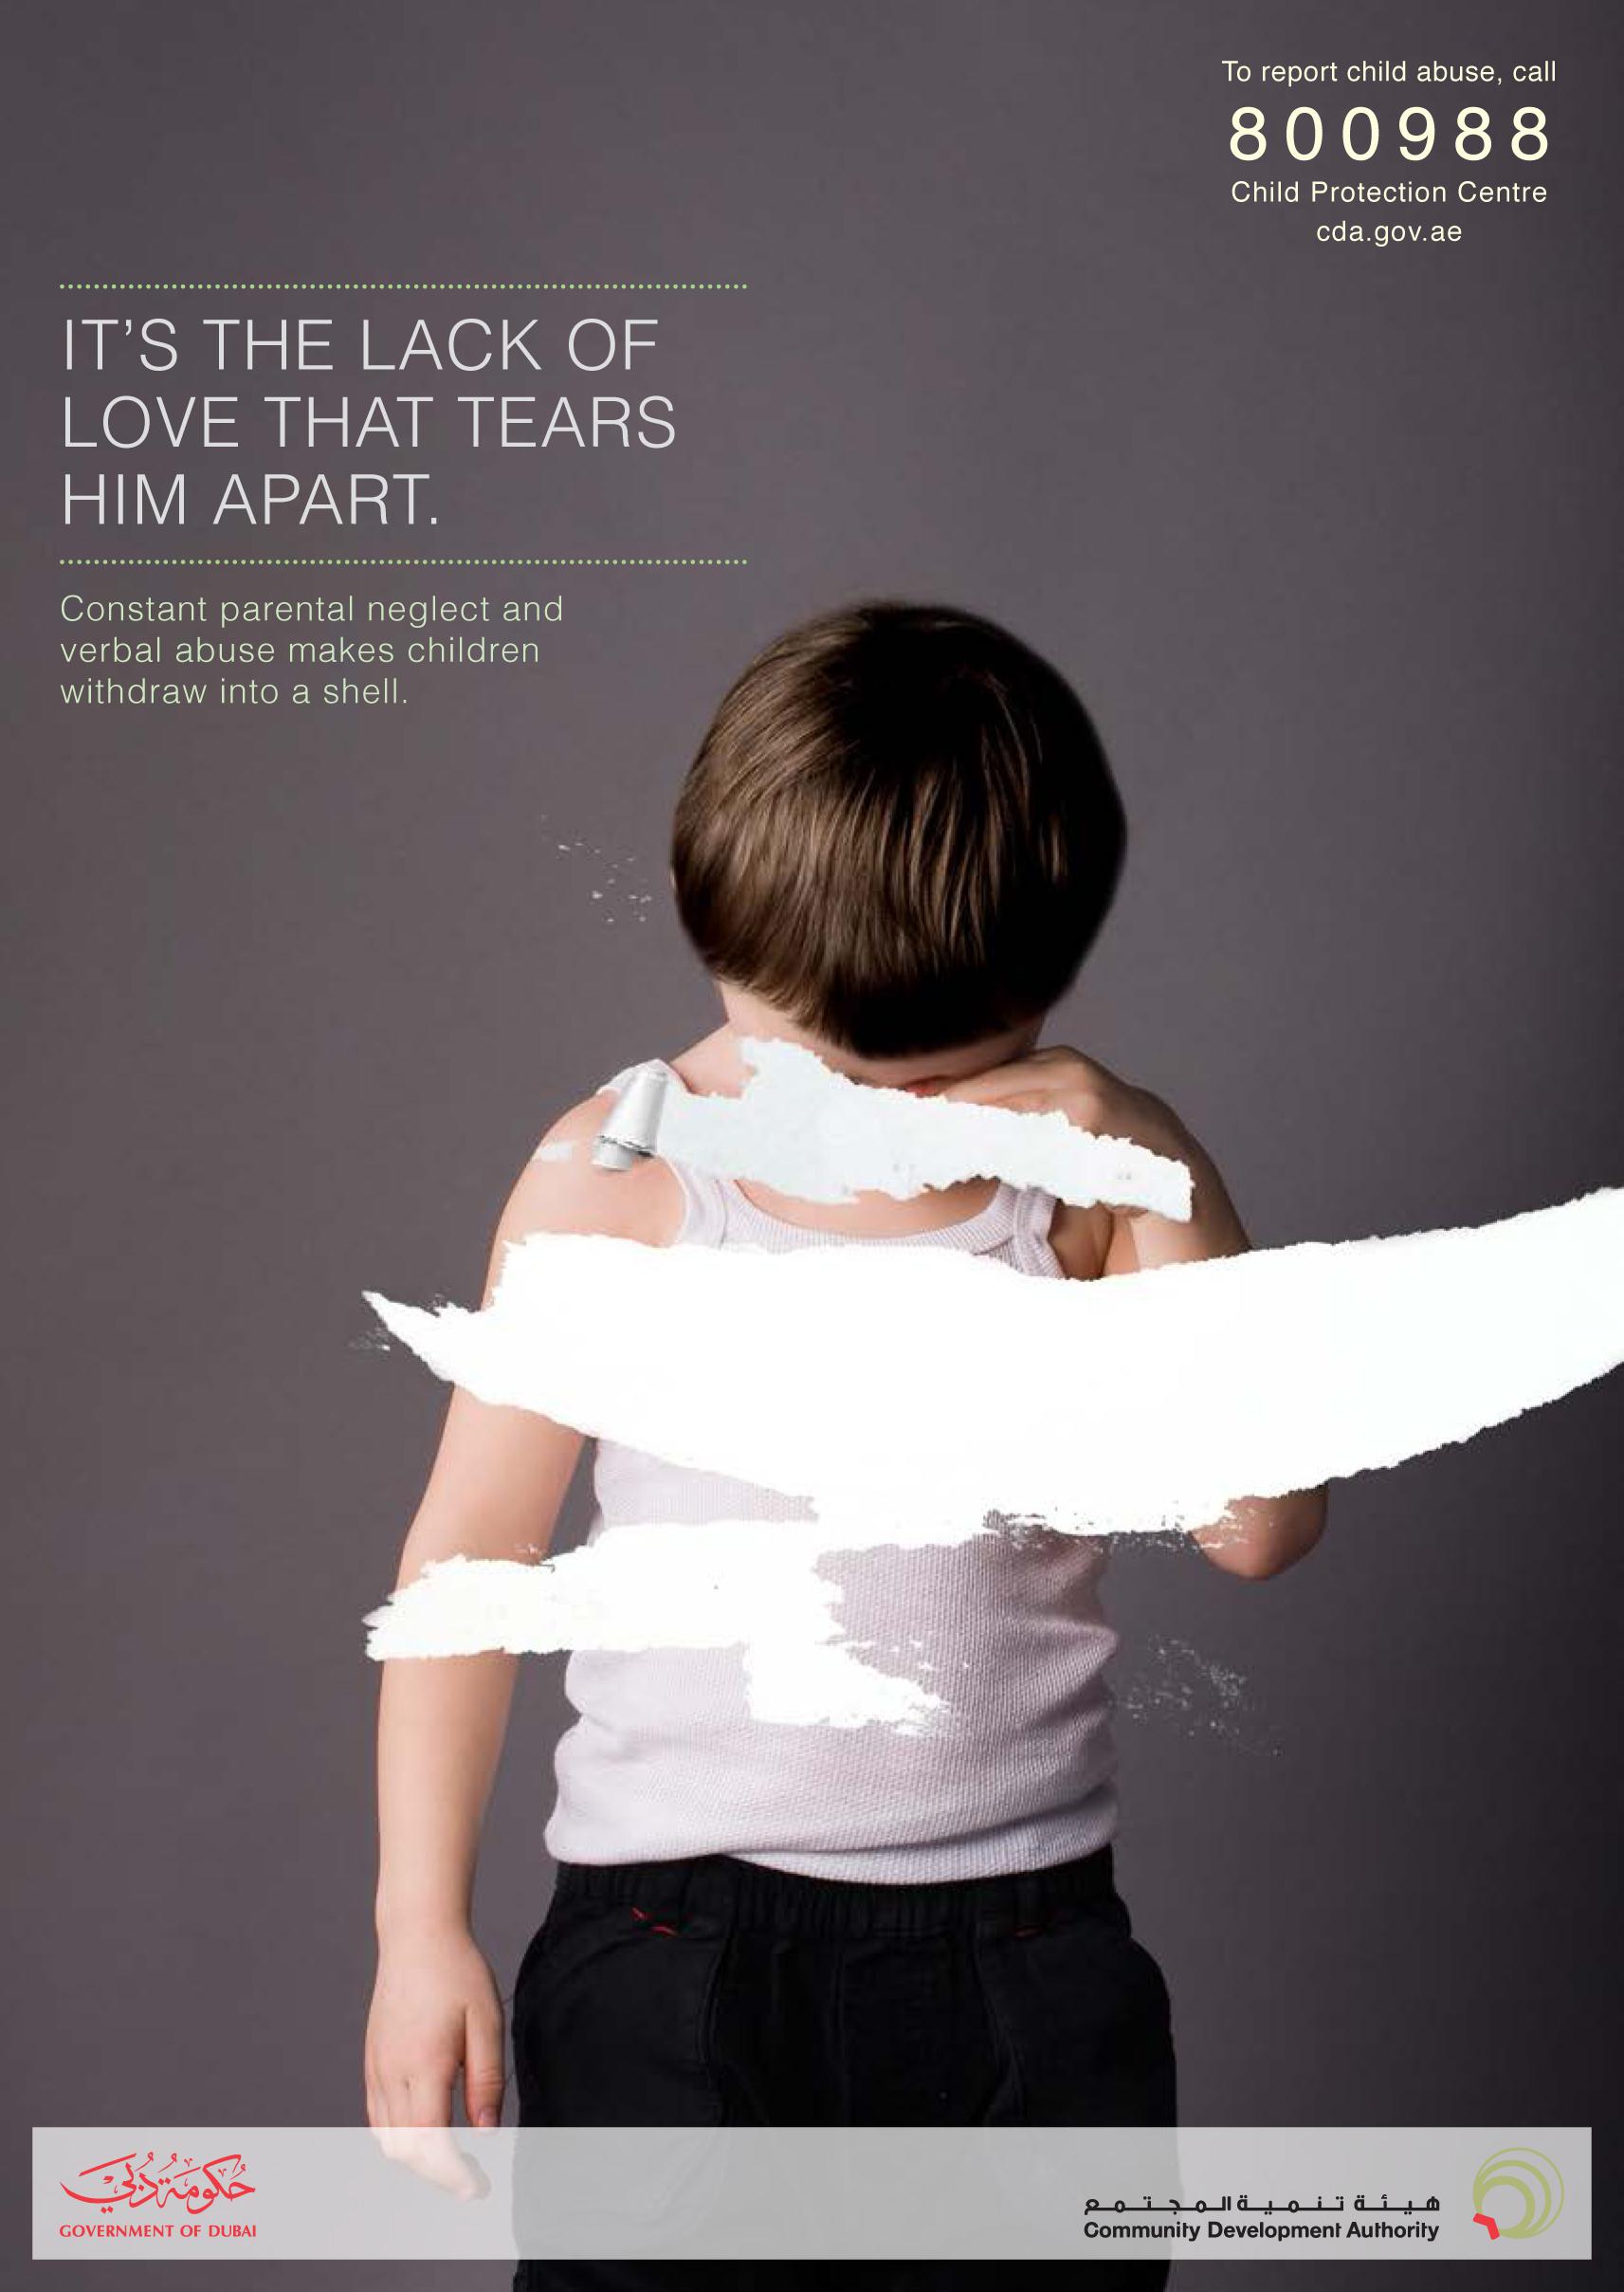 To report child abuse, call
800988
Child Protection Centre
cda.gov.ae
IT'S THE LACK OF
LOVE THAT TEARS
HIM APART.
Constant parental neglect and
verbal abuse makes children
withdraw into a shell.
حكومة دبي
GOVERNMENT OF DUBAI
هيئة تنمية المجتمع
Community Development Authority